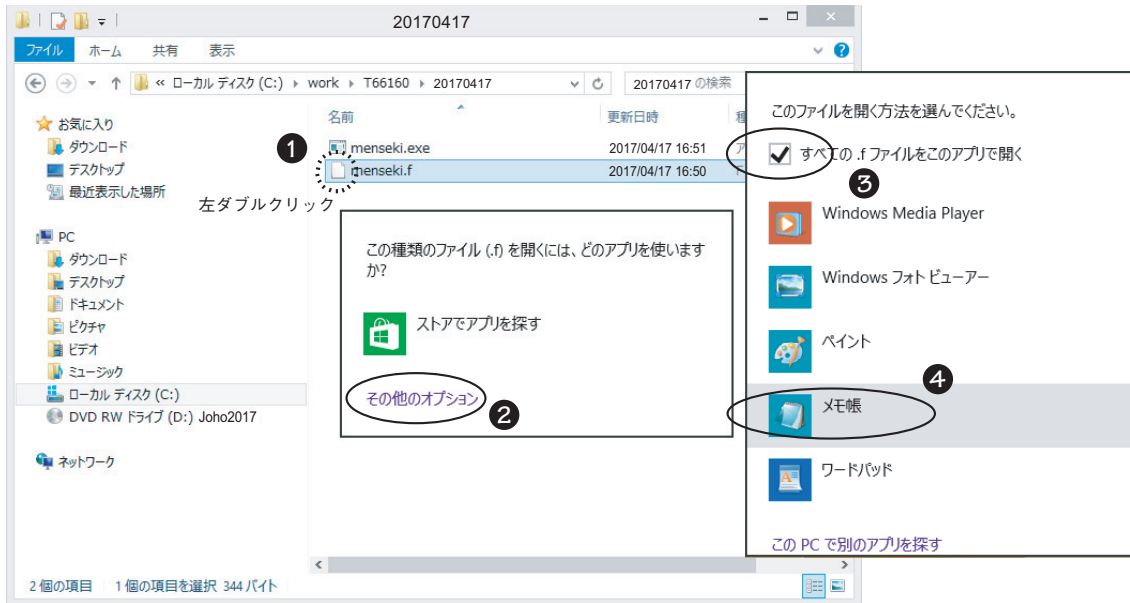 20170417
ファイル ホーム 共有 表示
« ローカル ディスク (C:) work T66160 20170417
20170417 の検索
お気に入り
ダウンロード
デスクトップ
最近表示した場所
PC
ダウンロード
デスクトップ
ドキュメント
ピクチャ
ビデオ
ミュージック
ローカル ディスク (C:)
DVD RW ドライブ (D:) Joho2017
ネットワーク
名前 更新日時
❶ menseki.exe 2017/04/17 16:51
menseki.f 2017/04/17 16:50
左ダブルクリック
この種類のファイル (.f) を開くには、どのアプリを使います
か?
ストアでアプリを探す
その他のオプション
❷
このファイルを開く方法を選んでください。
すべての .f ファイルをこのアプリで開く
❸
Windows Media Player
Windows フォト ビューアー
ペイント
❹
メモ帳
ワードパッド
この PC で別のアプリを探す
2 個の項目 1 個の項目を選択 344 バイト